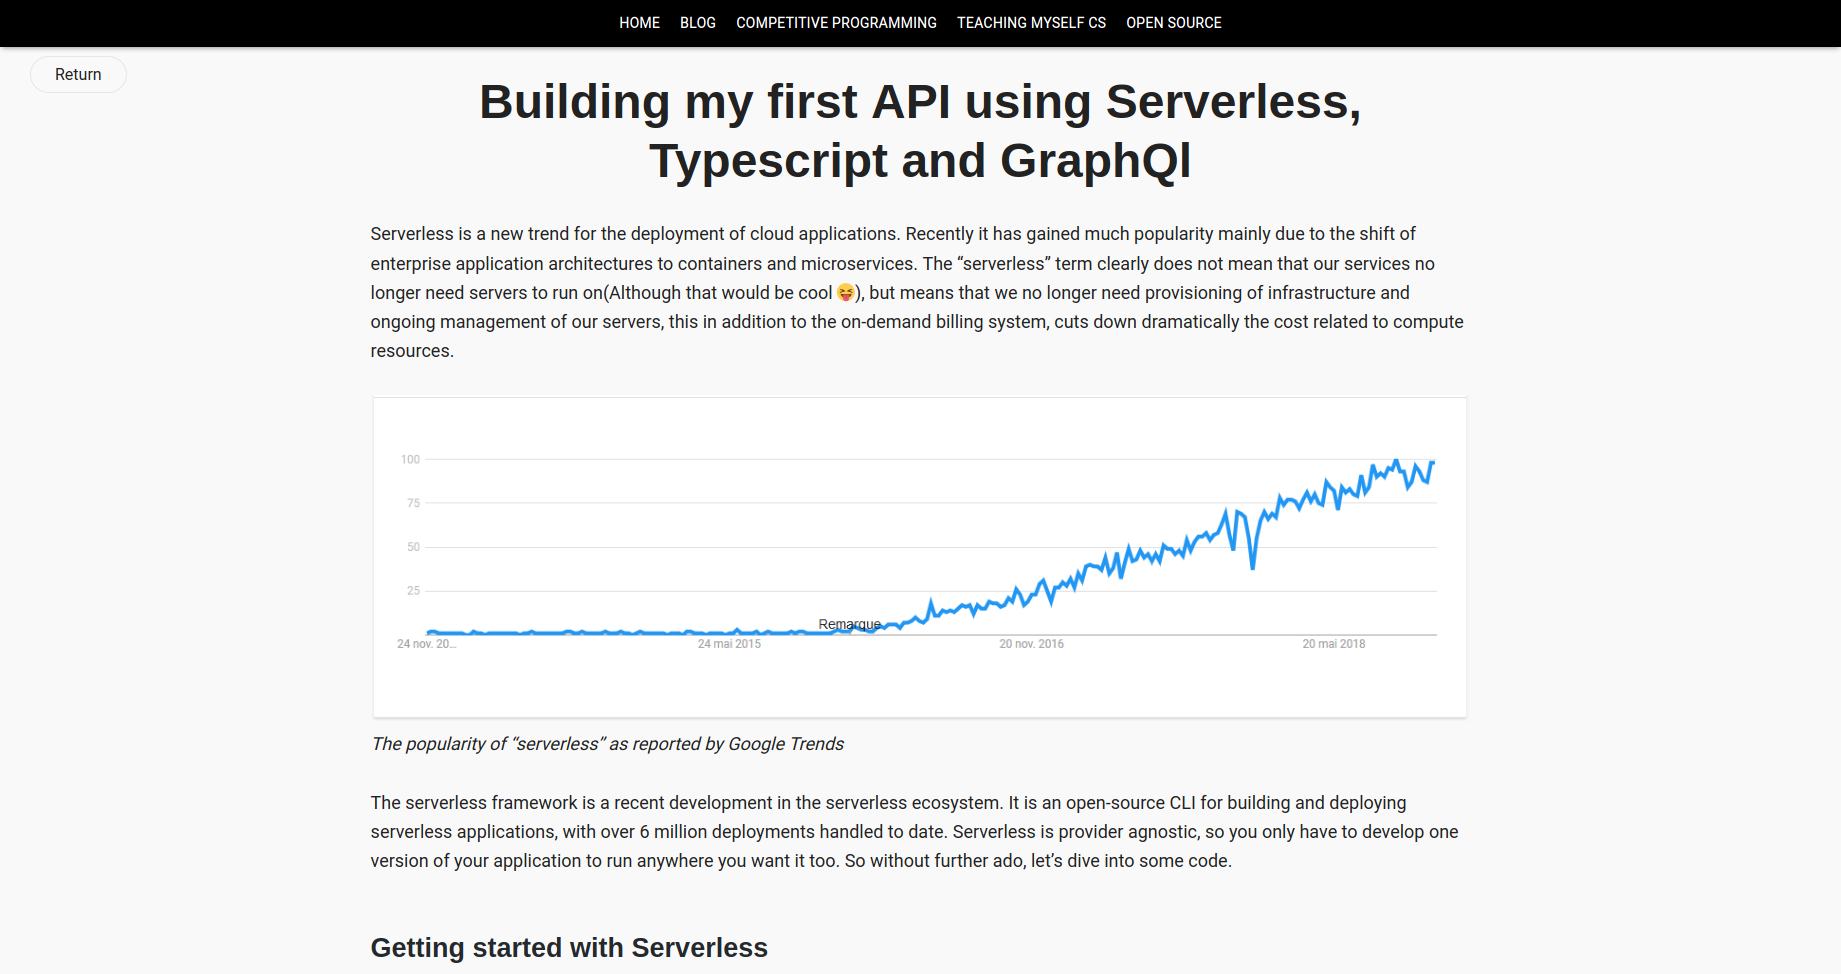 HOME BLOG COMPETITIVE PROGRAMMING TEACHING MYSELF CS OPEN SOURCE
Return
Building my first API using Serverless,
Typescript and GraphQl
Serverless is a new trend for the deployment of cloud applications. Recently it has gained much popularity mainly due to the shift of
enterprise application architectures to containers and microservices. The “serverless” term clearly does not mean that our services no
longer need servers to run on(Although that would be cool 😝), but means that we no longer need provisioning of infrastructure and
ongoing management of our servers, this in addition to the on-demand billing system, cuts down dramatically the cost related to compute
resources.
100
75
50
25
Remarque
24 nov. 20... 24 mai 2015 20 nov. 2016 20 mai 2018
The popularity of “serverless” as reported by Google Trends
The serverless framework is a recent development in the serverless ecosystem. It is an open-source CLI for building and deploying
serverless applications, with over 6 million deployments handled to date. Serverless is provider agnostic, so you only have to develop one
version of your application to run anywhere you want it too. So without further ado, let’s dive into some code.
Getting started with Serverless